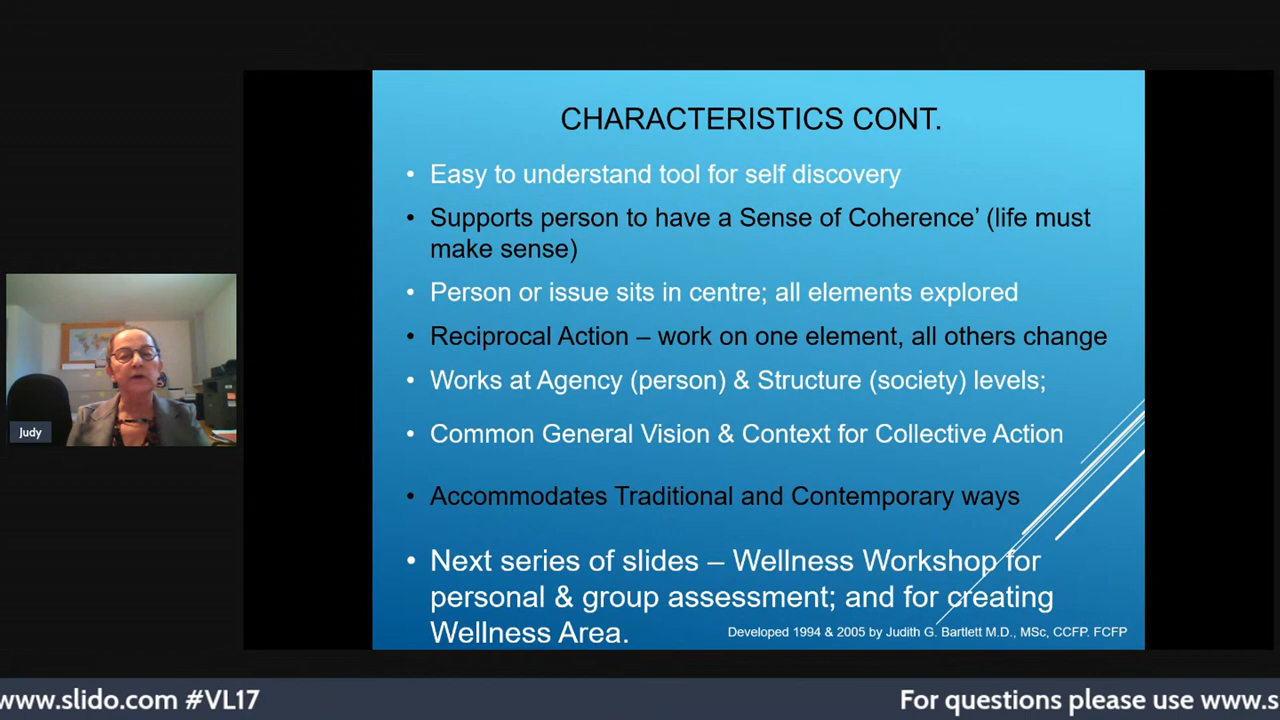 CHARACTERISTICS CONT.
• Easy to understand tool for self discovery
• Supports person to have a Sense of Coherence’ (life must
make sense)
• Person or issue sits in centre; all elements explored
• Reciprocal Action – work on one element, all others change
• Works at Agency (person) & Structure (society) levels;
• Common General Vision & Context for Collective Action
• Accommodates Traditional and Contemporary ways
• Next series of slides – Wellness Workshop for
personal & group assessment; and for creating
Wellness Area.
Developed 1994 & 2005 by Judith G. Bartlett M.D., MSc, CCFP. FCFP
Judy
www.slido.com #VL17
For questions please use www.s